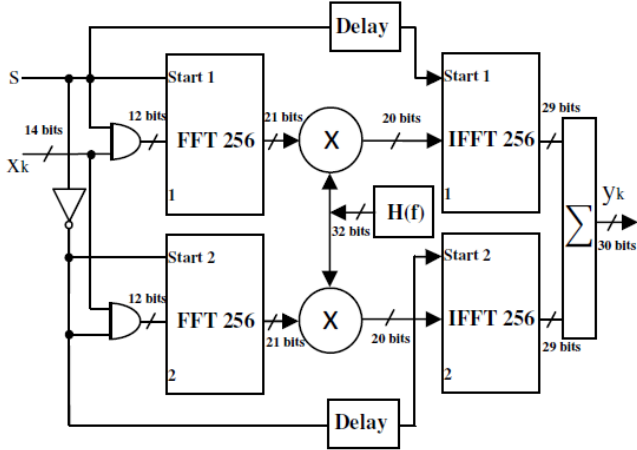 Delay
S
Start 1
Start 1
14 bits
12 bits
21 bits
20 bits
29 bits
FFT 256
X
IFFT 256
Xk
1
1
H(f)
32 bits
yk
∑
30 bits
Start 2
Start 2
12 bits
FFT 256
X
IFFT 256
21 bits
20 bits
29 bits
2
2
Delay